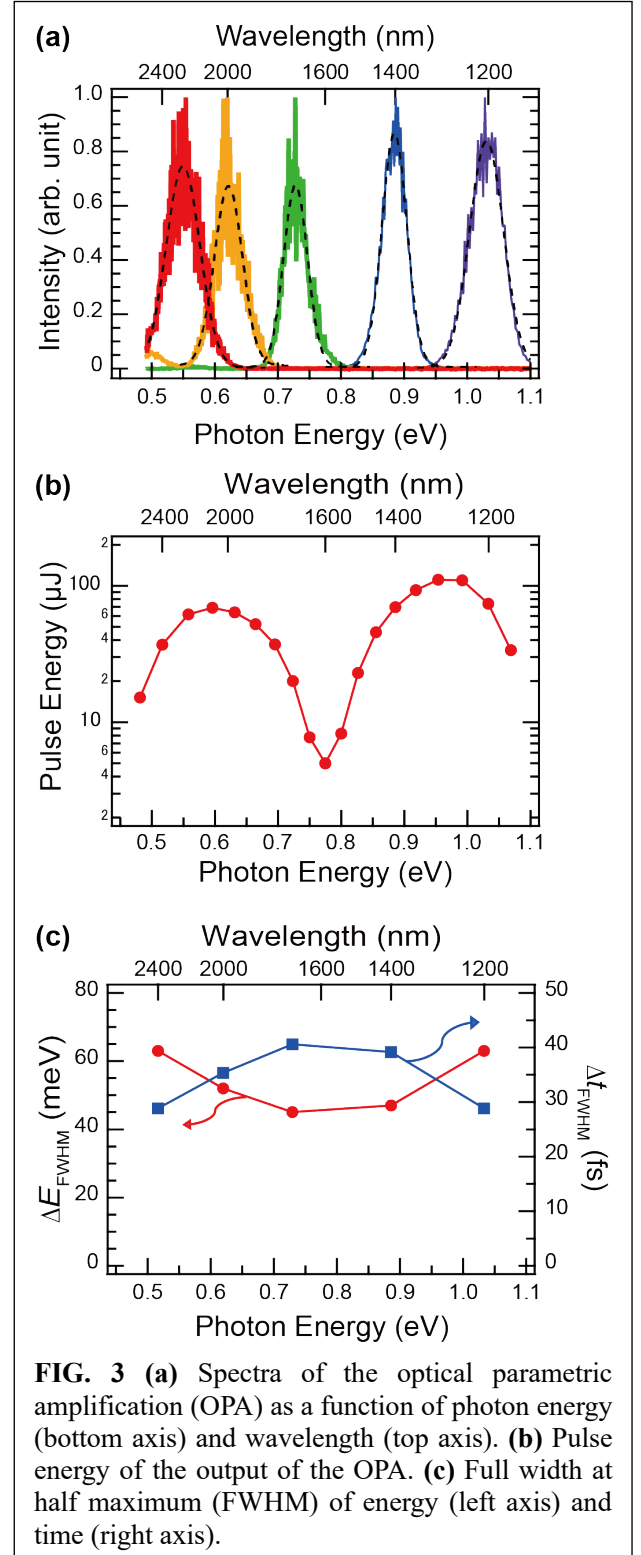 (a)
Wavelength (nm)
2400 2000 1600 1400 1200
1.0
0.8
0.6
0.4
0.2
0
Intensity (arb. unit)
0.5 0.6 0.7 0.8 0.9 1.0 1.1
Photon Energy (eV)
(b)
Wavelength (nm)
2400 2000 1600 1400 1200
2
100
6
4
2
10
6
4
2
Pulse Energy (µJ)
0.5 0.6 0.7 0.8 0.9 1.0 1.1
Photon Energy (eV)
(c)
Wavelength (nm)
2400 2000 1600 1400 1200
80
60
40
20
0
ΔE_FWHM (meV)
50
40
30
20
10
0
Δt_FWHM (fs)
0.5 0.6 0.7 0.8 0.9 1.0 1.1
Photon Energy (eV)
FIG. 3 (a) Spectra of the optical parametric
amplification (OPA) as a function of photon energy
(bottom axis) and wavelength (top axis). (b) Pulse
energy of the output of the OPA. (c) Full width at
half maximum (FWHM) of energy (left axis) and
time (right axis).